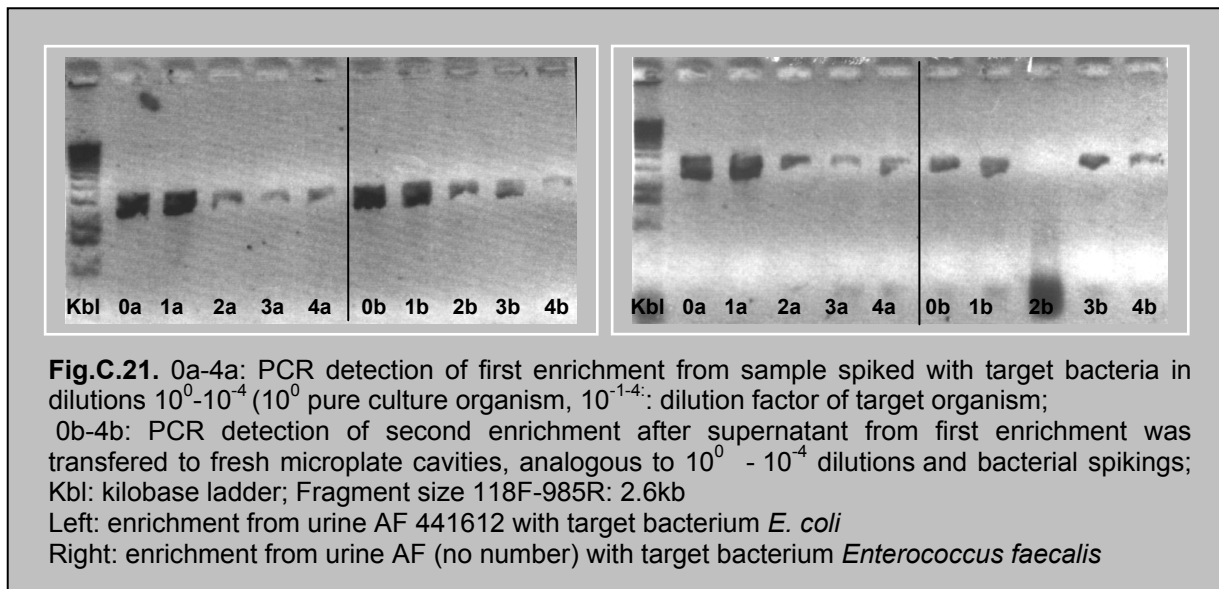 Kbl 0a 1a 2a 3a 4a 0b 1b 2b 3b 4b
Kbl 0a 1a 2a 3a 4a 0b 1b 2b 3b 4b
Fig.C.21. 0a-4a: PCR detection of first enrichment from sample spiked with target bacteria in
dilutions 10⁰-10⁻⁴ (10⁰ pure culture organism, 10⁻¹⁻⁴:: dilution factor of target organism;
0b-4b: PCR detection of second enrichment after supernatant from first enrichment was
transfered to fresh microplate cavities, analogous to 10⁰ - 10⁻⁴ dilutions and bacterial spikings;
Kbl: kilobase ladder; Fragment size 118F-985R: 2.6kb
Left: enrichment from urine AF 441612 with target bacterium E. coli
Right: enrichment from urine AF (no number) with target bacterium Enterococcus faecalis